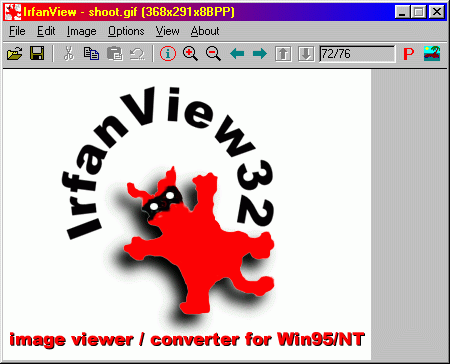 IrfanView - shoot.gif (368x291x8BPP)
File Edit Image Options View About
72/76 P
IrfanView32
image viewer / converter for Win95/NT